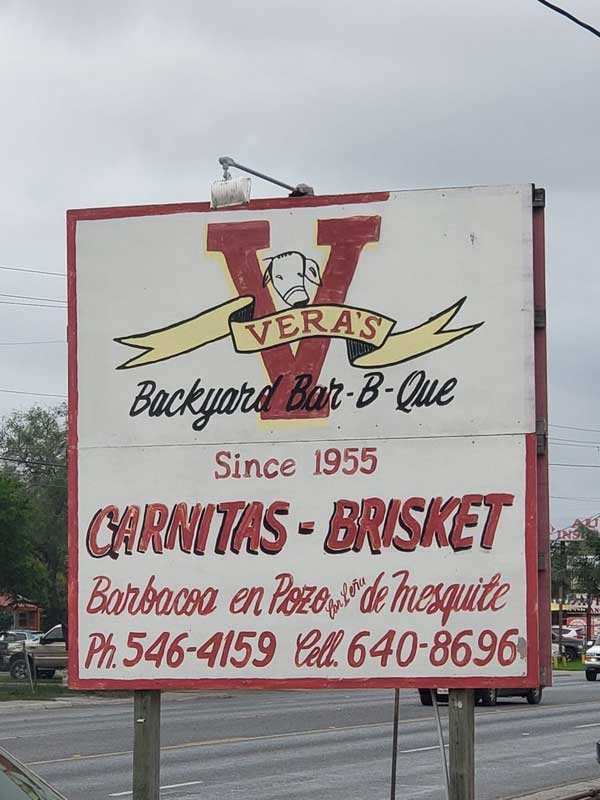 V
VERA'S
Backyard Bar-B-Que
Since 1955
CARNITAS - BRISKET
Barbacoa en Pozo Con Leña de Mesquite
Ph. 546-4159 Cell. 640-8696